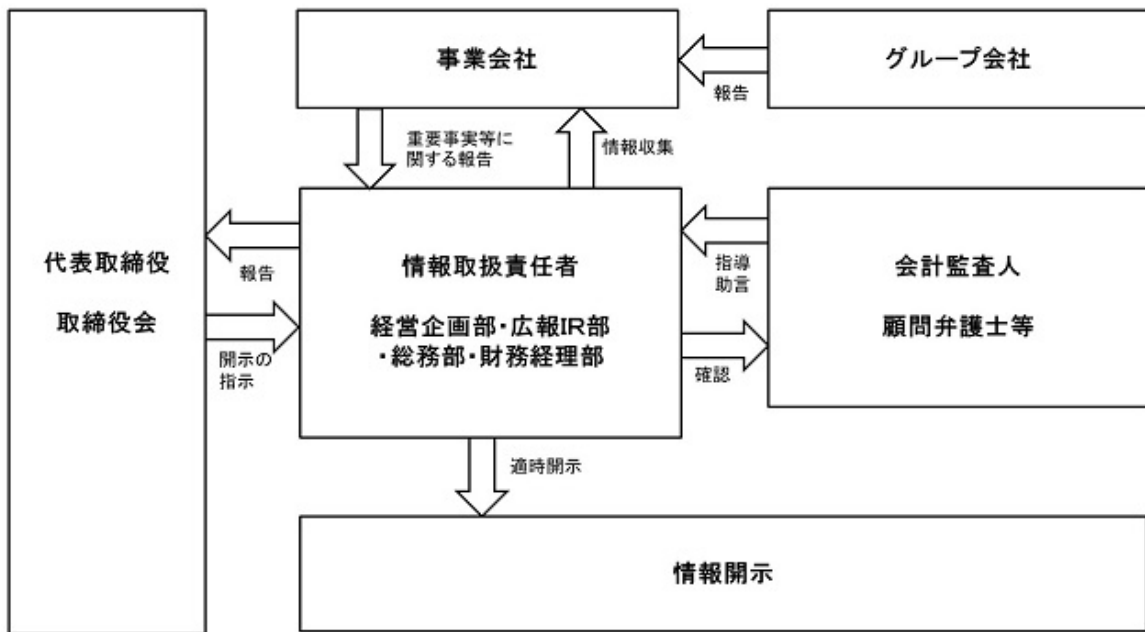 事業会社
グループ会社
報告
重要事実等に
関する報告
情報収集
代表取締役
取締役会
報告
開示の
指示
情報取扱責任者
経営企画部・広報IR部
・総務部・財務経理部
指導
助言
確認
会計監査人
顧問弁護士等
適時開示
情報開示